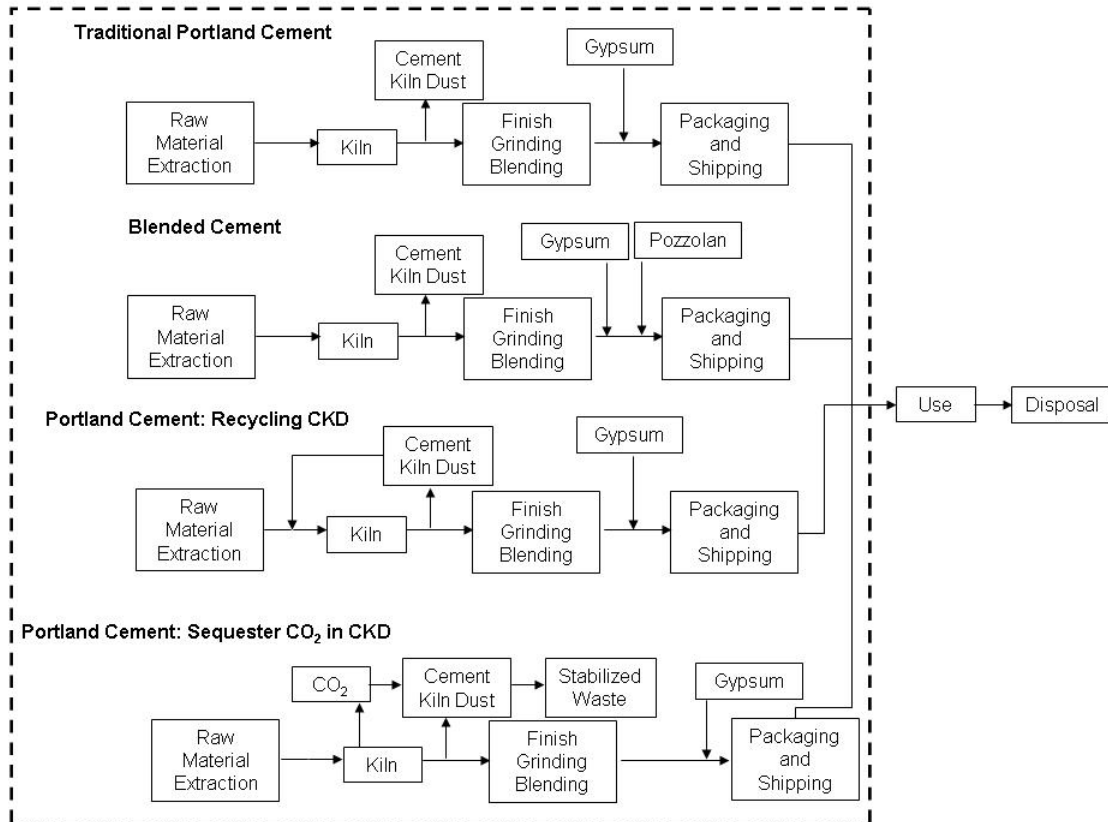 Traditional Portland Cement
Gypsum
Cement
Kiln Dust
Raw
Material
Extraction
Kiln
Finish
Grinding
Blending
Packaging
and
Shipping
Blended Cement
Gypsum
Pozzolan
Cement
Kiln Dust
Raw
Material
Extraction
Kiln
Finish
Grinding
Blending
Packaging
and
Shipping
Use
Disposal
Portland Cement: Recycling CKD
Gypsum
Cement
Kiln Dust
Raw
Material
Extraction
Kiln
Finish
Grinding
Blending
Packaging
and
Shipping
Portland Cement: Sequester CO₂ in CKD
CO₂
Cement
Kiln Dust
Stabilized
Waste
Gypsum
Raw
Material
Extraction
Kiln
Finish
Grinding
Blending
Packaging
and
Shipping